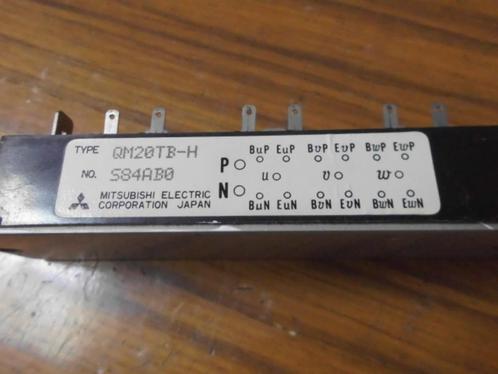 TYPE QM20TB-H
NO. S84AB0
MITSUBISHI ELECTRIC
CORPORATION JAPAN
BuP EuP BvP EvP BwP EwP
P
u v w
N
BuN EuN BvN EvN BwN EwN